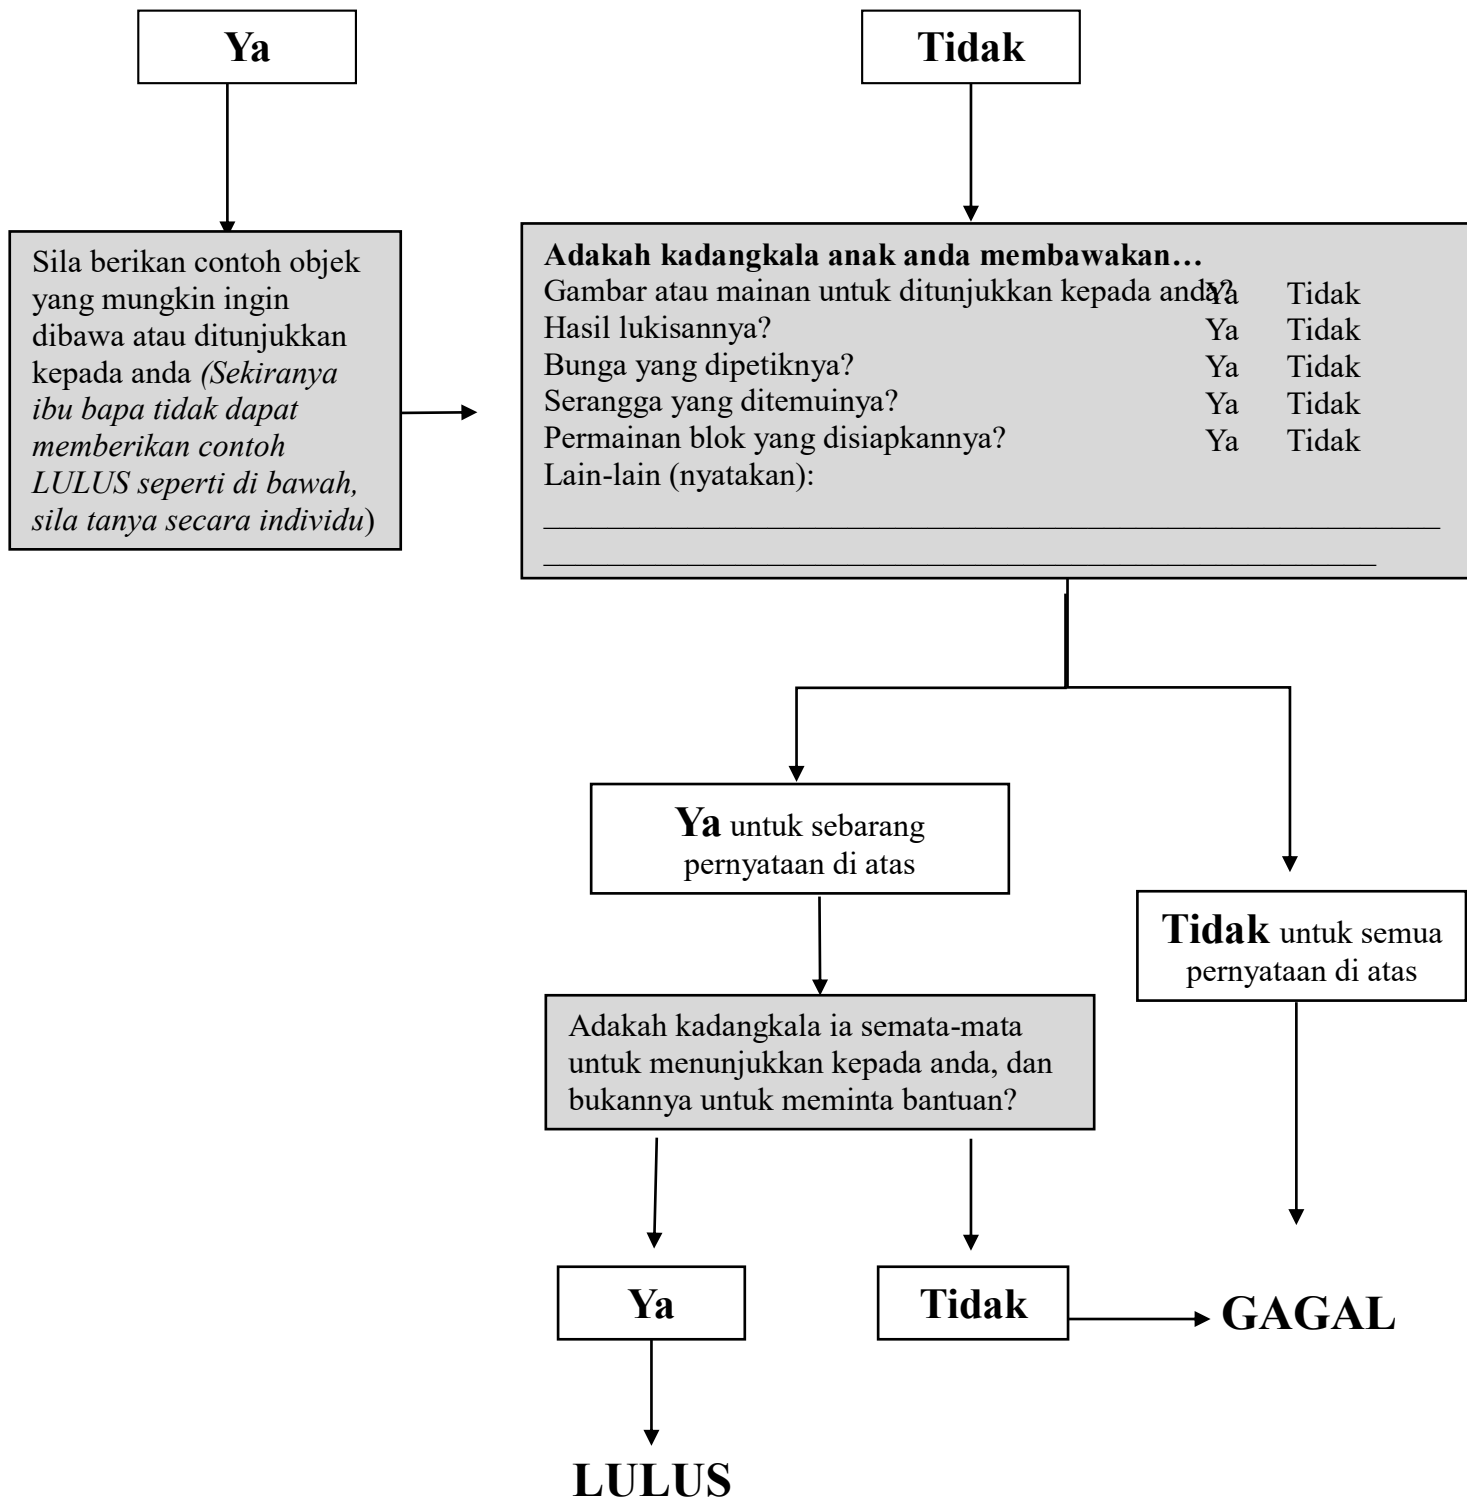 Ya
Tidak
Sila berikan contoh objek
yang mungkin ingin
dibawa atau ditunjukkan
kepada anda (Sekiranya
ibu bapa tidak dapat
memberikan contoh
LULUS seperti di bawah,
sila tanya secara individu)
Adakah kadangkala anak anda membawakan…
Gambar atau mainan untuk ditunjukkan kepada anda? Ya Tidak
Hasil lukisannya? Ya Tidak
Bunga yang dipetiknya? Ya Tidak
Serangga yang ditemuinya? Ya Tidak
Permainan blok yang disiapkannya? Ya Tidak
Lain-lain (nyatakan):
Ya untuk sebarang
pernyataan di atas
Tidak untuk semua
pernyataan di atas
Adakah kadangkala ia semata-mata
untuk menunjukkan kepada anda, dan
bukannya untuk meminta bantuan?
Ya
Tidak
GAGAL
LULUS